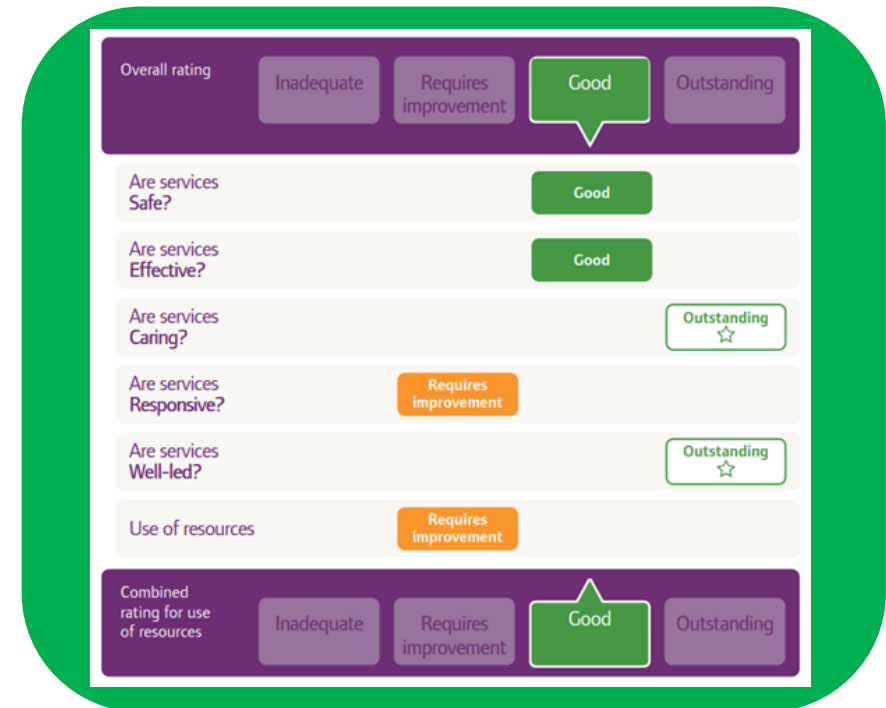 Overall rating
Inadequate
Requires
improvement
Good
Outstanding
Are services
Safe?
Good
Are services
Effective?
Good
Are services
Caring?
Outstanding
Are services
Responsive?
Requires
improvement
Are services
Well-led?
Outstanding
Use of resources
Requires
improvement
Combined
rating for use
of resources
Inadequate
Requires
improvement
Good
Outstanding